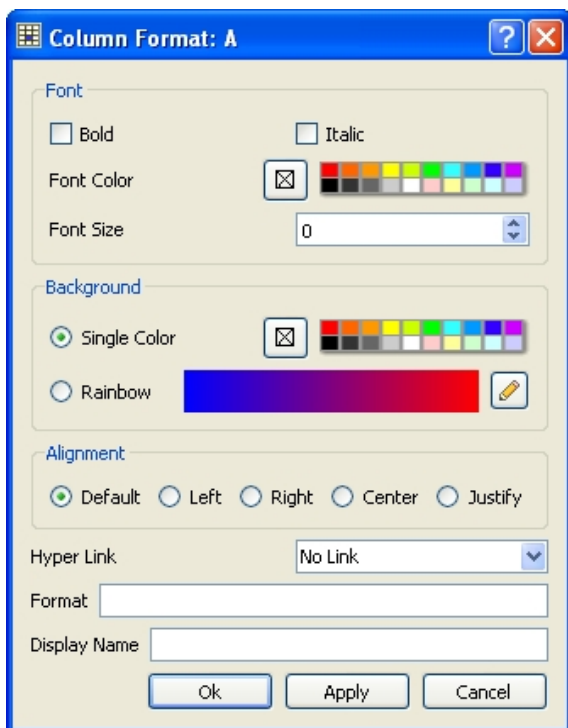 Column Format: A
Font
Bold Italic
Font Color
Font Size 0
Background
Single Color
Rainbow
Alignment
Default Left Right Center Justify
Hyper Link No Link
Format
Display Name
Ok Apply Cancel